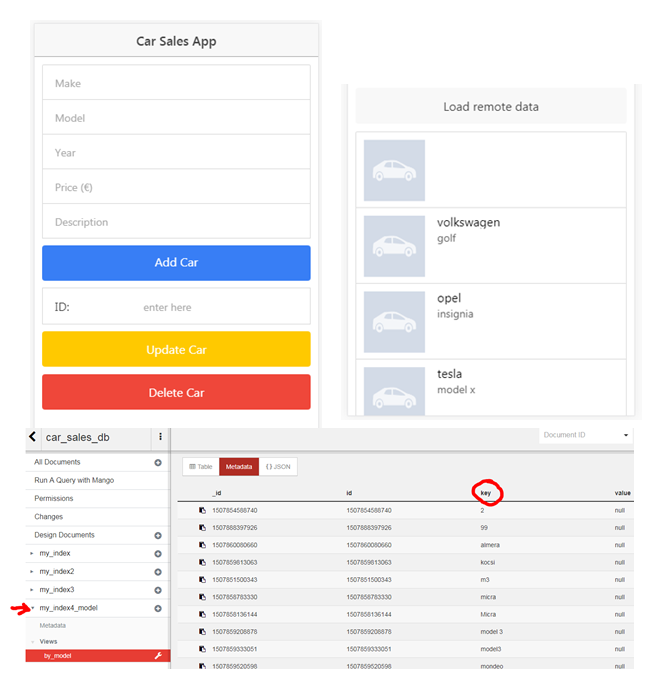 Car Sales App
Make
Model
Year
Price (€)
Description
Add Car
ID: enter here
Update Car
Delete Car
Load remote data
volkswagen
golf
opel
insignia
tesla
model x
car_sales_db
Document ID
All Documents
Run A Query with Mango
Permissions
Changes
Design Documents
my_index
my_index2
my_index3
my_index4_model
Metadata
Views
by_model
Table Metadata {} JSON
_id id key value
1507854588740 1507854588740 2 null
1507888397926 1507888397926 99 null
1507860080660 1507860080660 almera null
1507859813063 1507859813063 kocsi null
1507851500343 1507851500343 m3 null
1507858783330 1507858783330 micra null
1507858136144 1507858136144 Micra null
1507859208878 1507859208878 model 3 null
1507859333051 1507859333051 model3 null
1507859520598 1507859520598 mondeo null